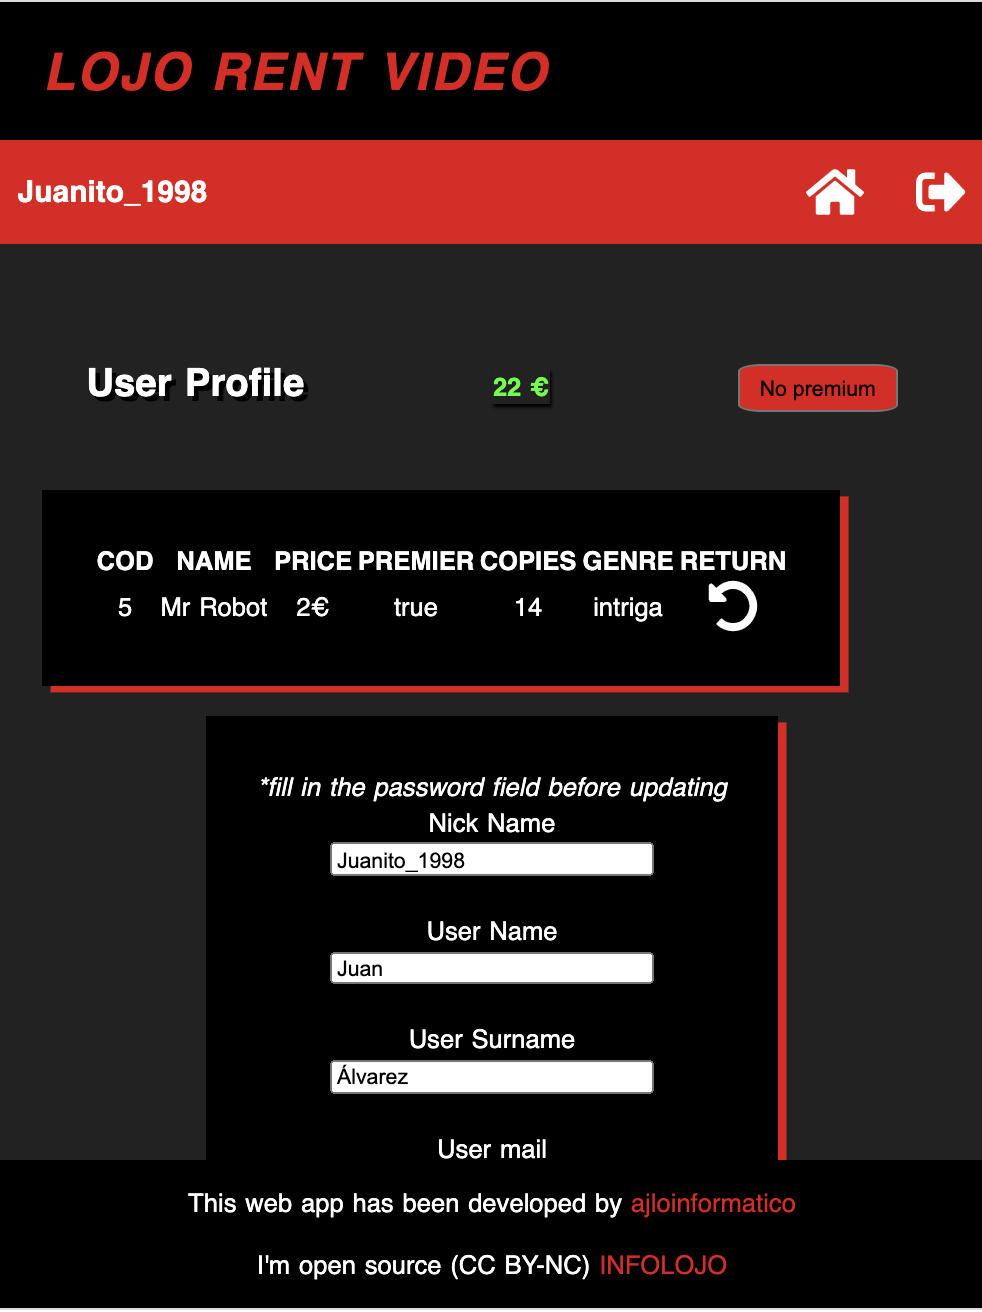 LOJO RENT VIDEO
Juanito_1998
User Profile 22 € No premium
COD NAME PRICE PREMIER COPIES GENRE RETURN
5 Mr Robot 2€ true 14 intriga
*fill in the password field before updating
Nick Name
Juanito_1998
User Name
Juan
User Surname
Álvarez
User mail
This web app has been developed by ajloinformatico
I'm open source (CC BY-NC) INFOLOJO